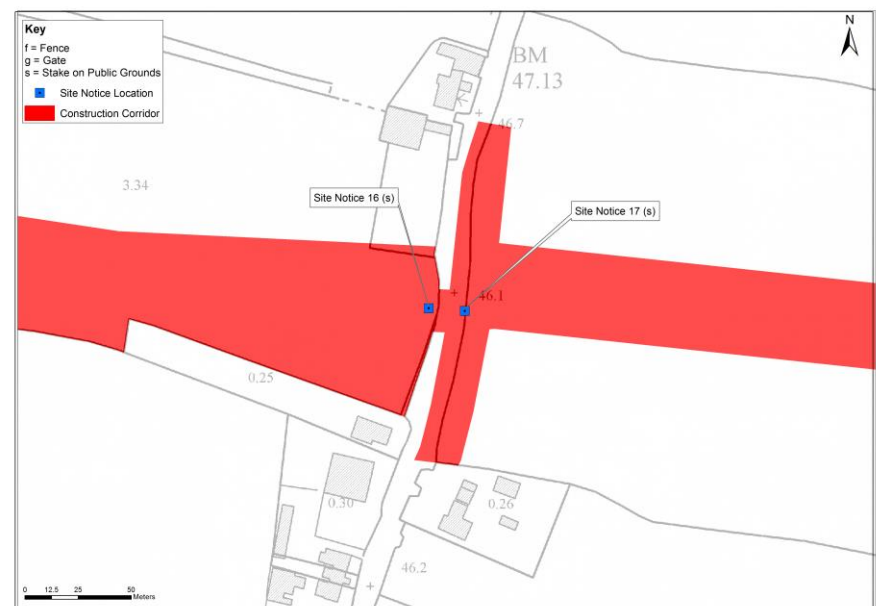 Key
f = Fence
g = Gate
s = Stake on Public Grounds
Site Notice Location
Construction Corridor
N
BM
47.13
46.7
3.34
Site Notice 16 (s)
Site Notice 17 (s)
46.1
0.25
0.30
0.26
46.2
0 12.5 25 50
Meters